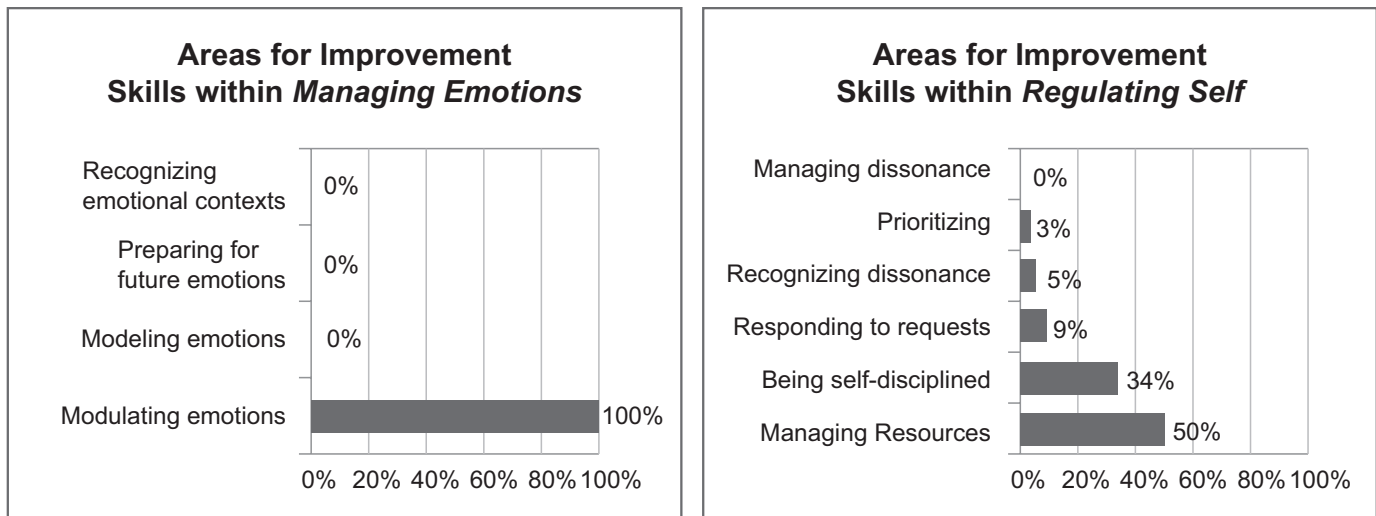 Areas for Improvement
Skills within Managing Emotions
Recognizing
emotional contexts
0%
Preparing for
future emotions
0%
Modeling emotions
0%
Modulating emotions
100%
0% 20% 40% 60% 80% 100%
Areas for Improvement
Skills within Regulating Self
Managing dissonance
0%
Prioritizing
3%
Recognizing dissonance
5%
Responding to requests
9%
Being self-disciplined
34%
Managing Resources
50%
0% 20% 40% 60% 80% 100%